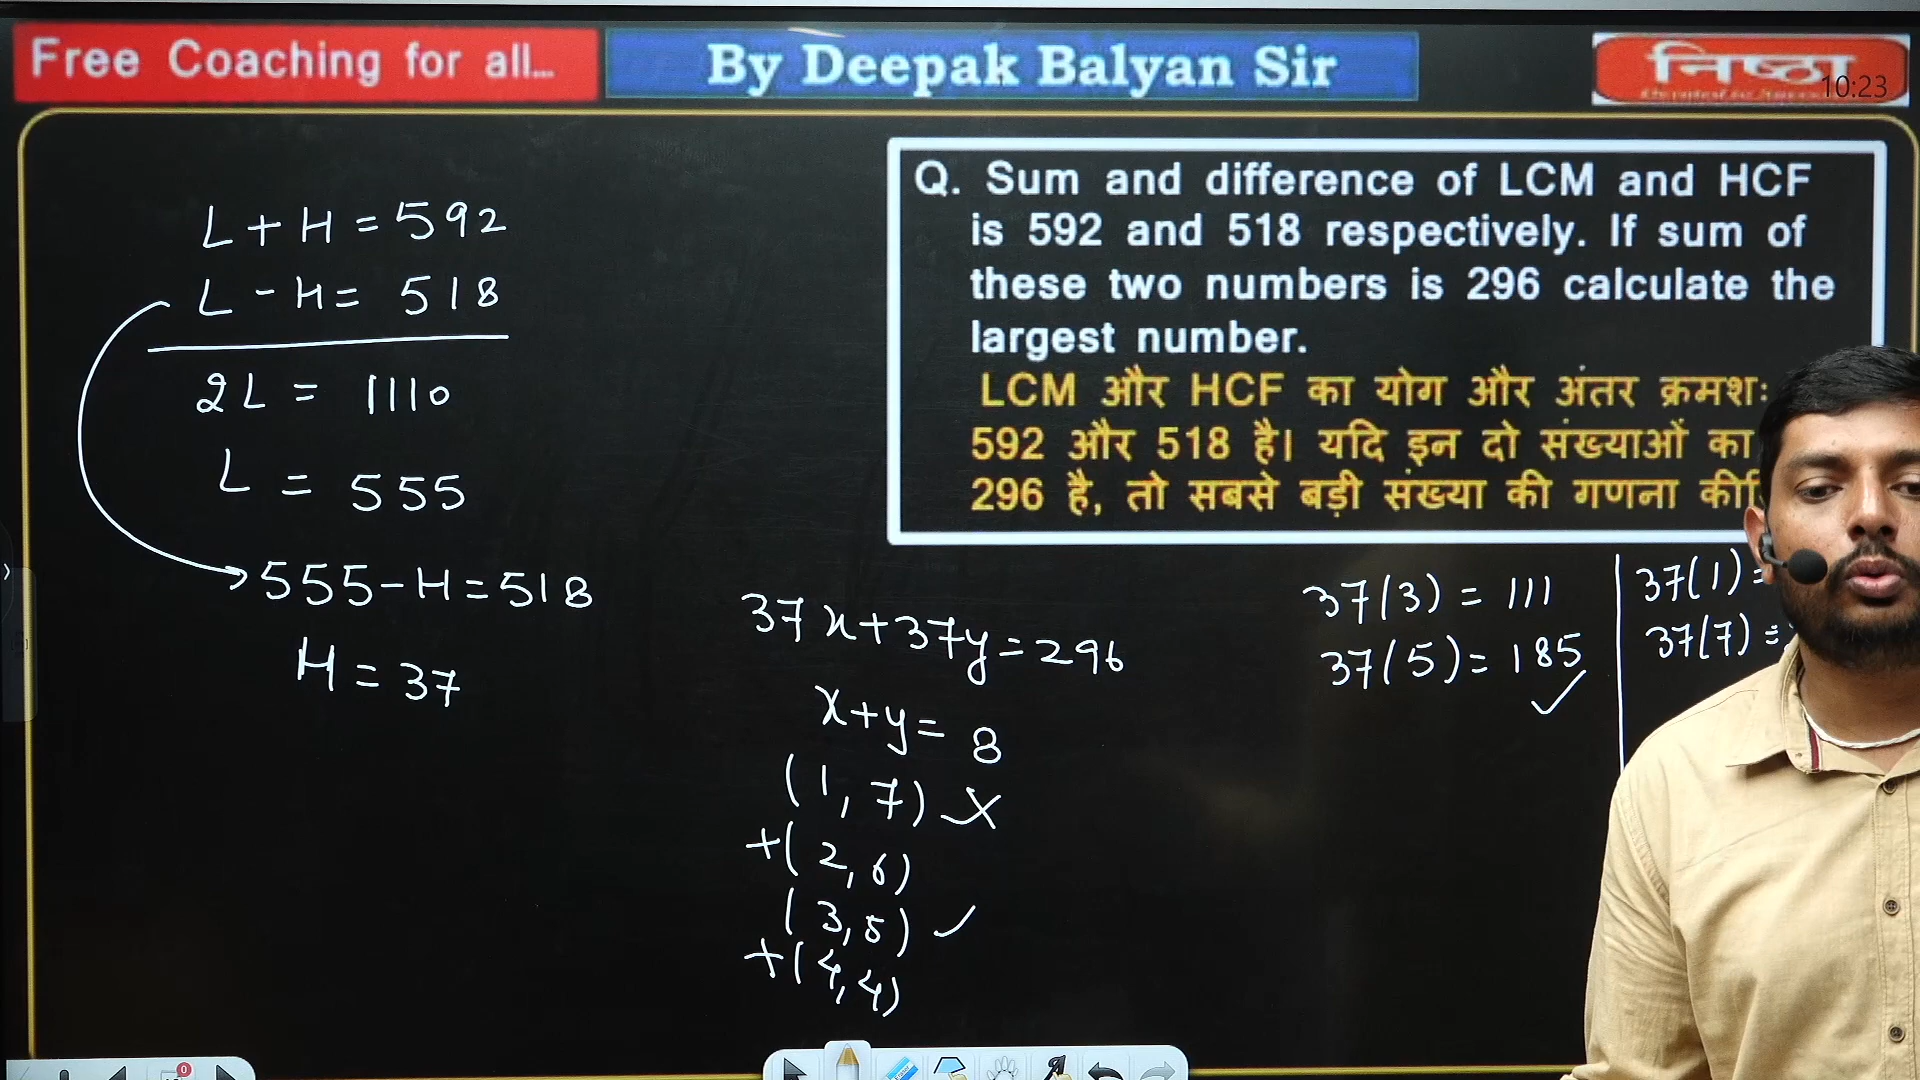 Free Coaching for all...
By Deepak Balyan Sir
निष्ठा
10:23
Q. Sum and difference of LCM and HCF
is 592 and 518 respectively. If sum of
these two numbers is 296 calculate the
largest number.
LCM और HCF का योग और अंतर क्रमशः
592 और 518 है। यदि इन दो संख्याओं का
296 है, तो सबसे बड़ी संख्या की गणना
L + H = 592
L - H = 518
2L = 1110
L = 555
555 - H = 518
H = 37
37x + 37y = 296
x + y = 8
(1, 7) X
+(2, 6)
(3, 5) ✓
+(4, 4)
37(3) = 111
37(5) = 185 ✓
37(1) =
37(7) =
0